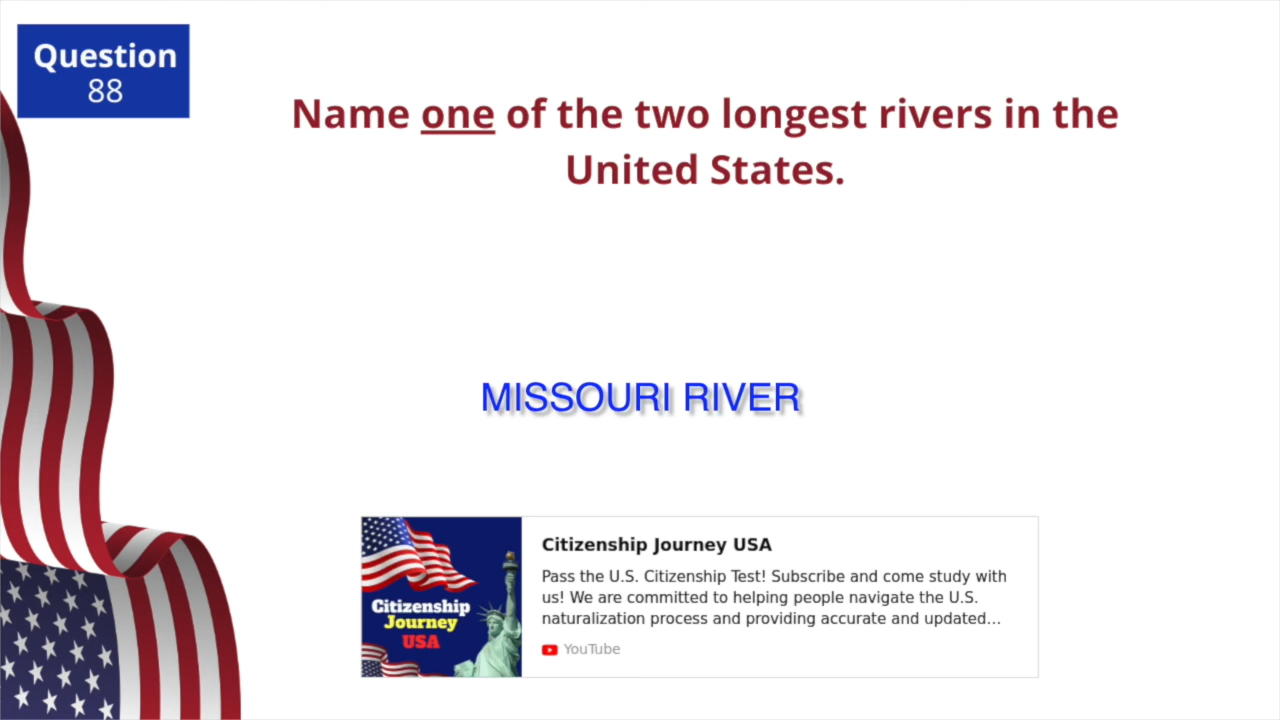 Question
88
Name one of the two longest rivers in the
United States.
MISSOURI RIVER
Citizenship
Journey
USA
Citizenship Journey USA
Pass the U.S. Citizenship Test! Subscribe and come study with
us! We are committed to helping people navigate the U.S.
naturalization process and providing accurate and updated...
YouTube